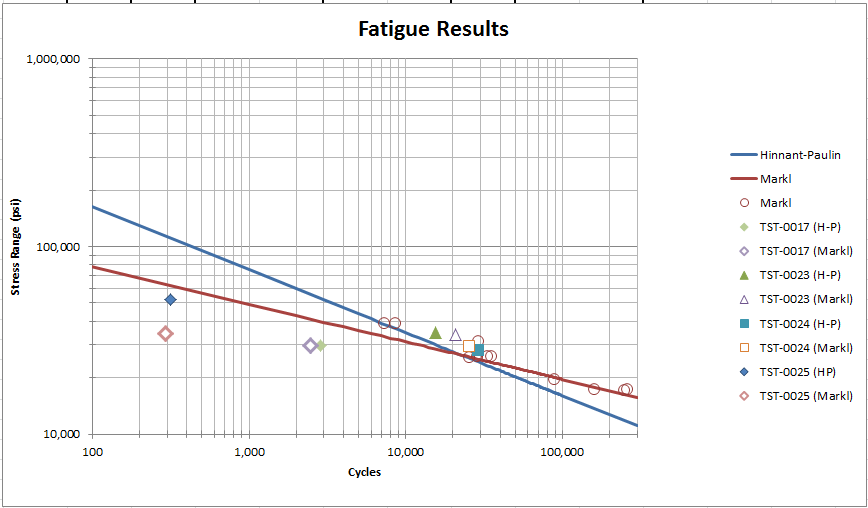 Fatigue Results
1,000,000
100,000
10,000
Stress Range (psi)
100 1,000 10,000 100,000
Cycles
Hinnant-Paulin
Markl
Markl
TST-0017 (H-P)
TST-0017 (Markl)
TST-0023 (H-P)
TST-0023 (Markl)
TST-0024 (H-P)
TST-0024 (Markl)
TST-0025 (HP)
TST-0025 (Markl)